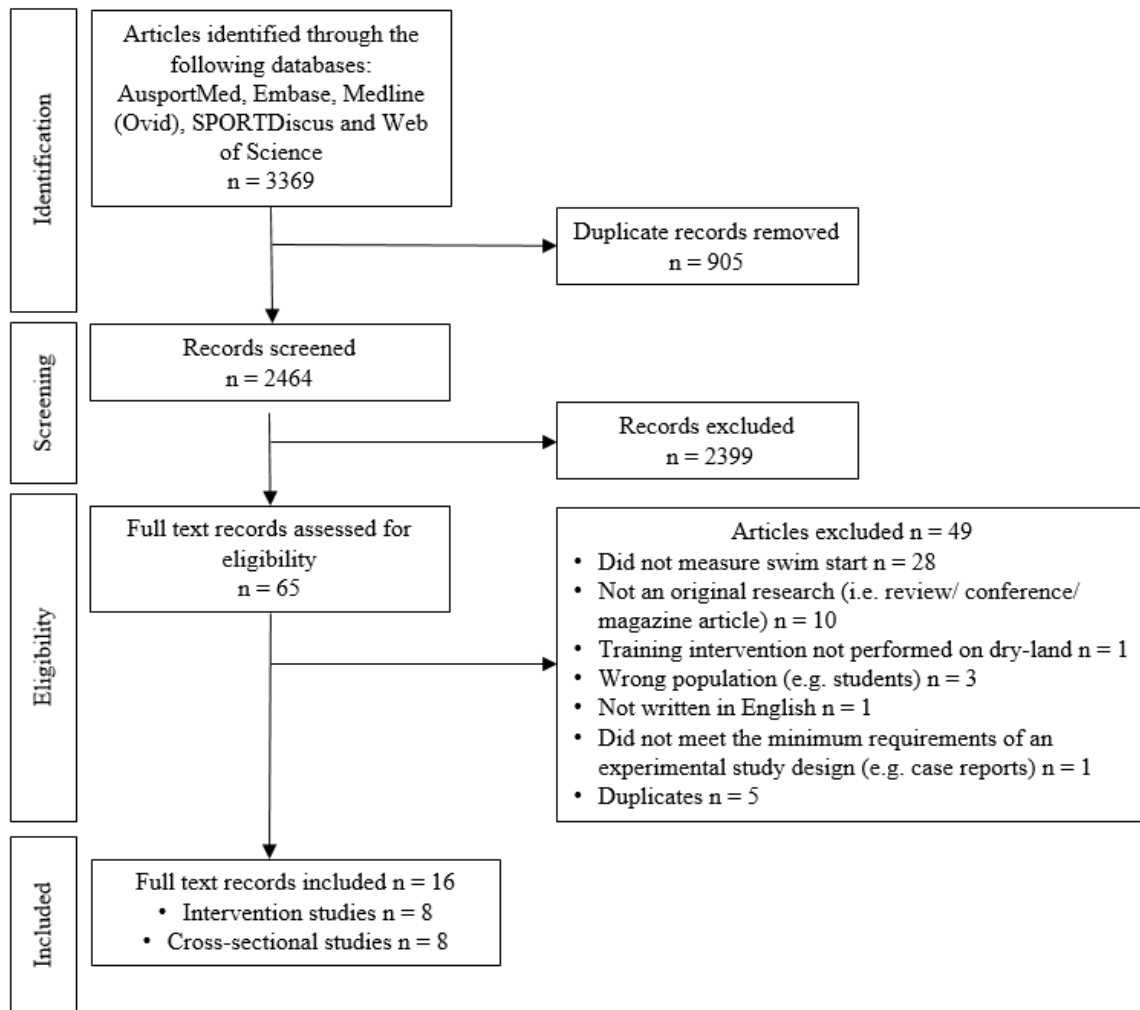 Identification
Articles identified through the
following databases:
AusportMed, Embase, Medline
(Ovid), SPORTDiscus and Web
of Science
n = 3369
Duplicate records removed
n = 905
Screening
Records screened
n = 2464
Records excluded
n = 2399
Eligibility
Full text records assessed for
eligibility
n = 65
Articles excluded n = 49
• Did not measure swim start n = 28
• Not an original research (i.e. review/ conference/
magazine article) n = 10
• Training intervention not performed on dry-land n = 1
• Wrong population (e.g. students) n = 3
• Not written in English n = 1
• Did not meet the minimum requirements of an
experimental study design (e.g. case reports) n = 1
• Duplicates n = 5
Included
Full text records included n = 16
• Intervention studies n = 8
• Cross-sectional studies n = 8